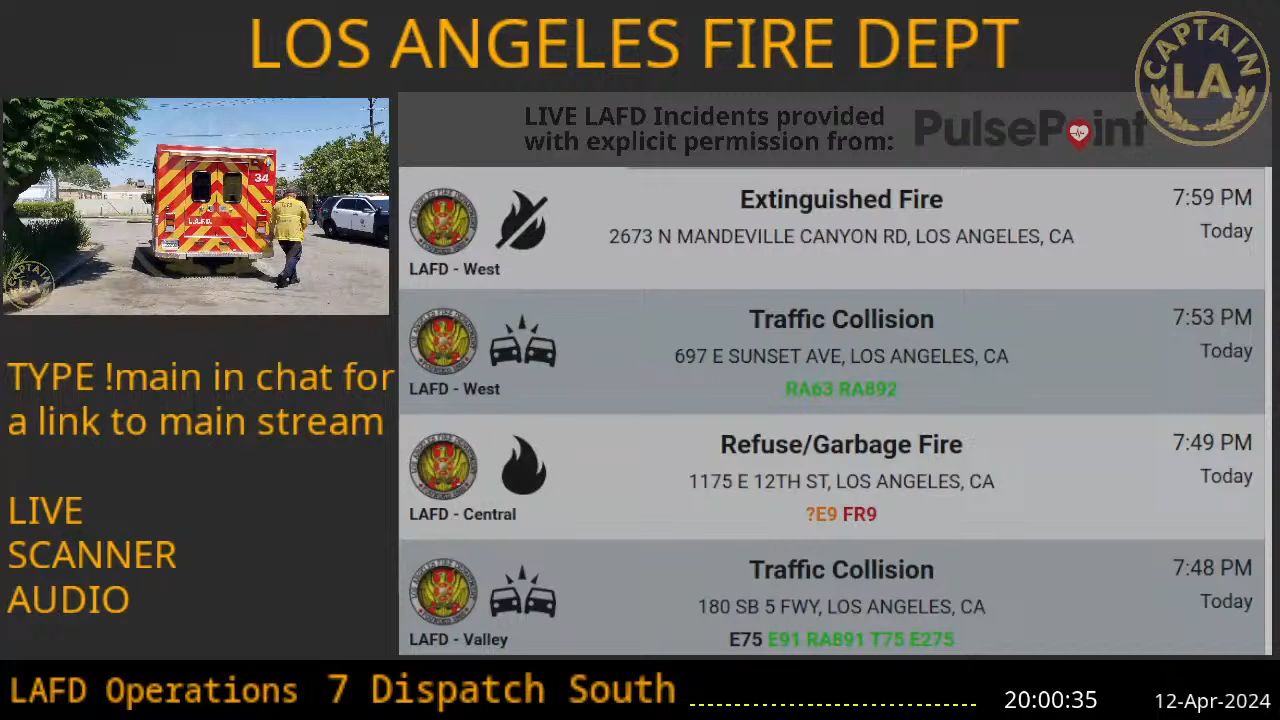 LOS ANGELES FIRE DEPT
CAPTAIN
LA
LIVE LAFD Incidents provided
with explicit permission from:
PulsePoint
34
L.A.F.D.
CAPTAIN
LA
Extinguished Fire
7:59 PM
2673 N MANDEVILLE CANYON RD, LOS ANGELES, CA
Today
LAFD - West
Traffic Collision
7:53 PM
697 E SUNSET AVE, LOS ANGELES, CA
Today
LAFD - West
RA63 RA892
Refuse/Garbage Fire
7:49 PM
1175 E 12TH ST, LOS ANGELES, CA
Today
LAFD - Central
?E9 FR9
Traffic Collision
7:48 PM
180 SB 5 FWY, LOS ANGELES, CA
Today
LAFD - Valley
E75 E91 RA891 T75 E275
TYPE !main in chat for
a link to main stream
LIVE
SCANNER
AUDIO
LAFD Operations 7 Dispatch South
20:00:35
12-Apr-2024